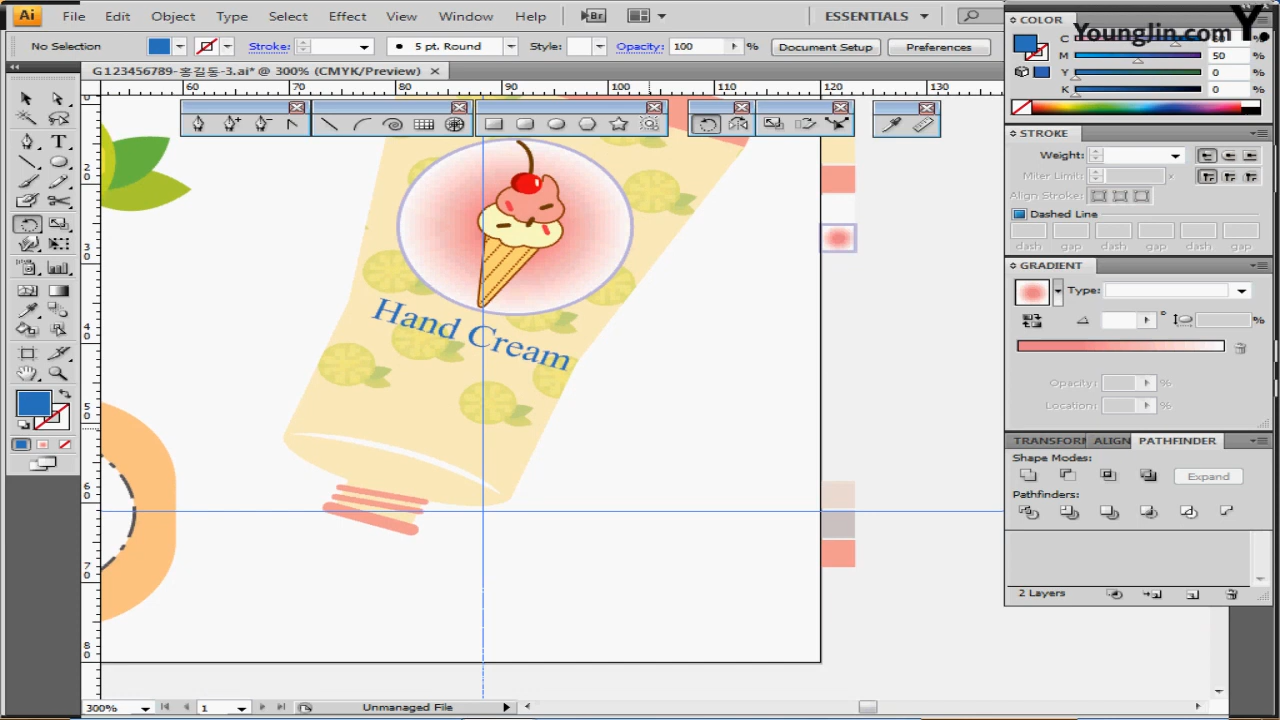 Ai File Edit Object Type Select Effect View Window Help Br ESSENTIALS
No Selection Stroke: 5 pt. Round Style: Opacity: 100 % Document Setup Preferences
G123456789-홍길동-3.ai* @ 300% (CMYK/Preview)
60 70 80 90 100 110 120 130
Hand Cream
300% 1 Unmanaged File
COLOR
Younglin.com Y.
C %
M 50 %
Y 0 %
K 0 %
STROKE
Weight:
Miter Limit: x
Align Stroke:
Dashed Line
dash gap dash gap dash gap
GRADIENT
Type:
° %
Opacity: %
Location: %
TRANSFORM ALIGN PATHFINDER
Shape Modes:
Expand
Pathfinders:
2 Layers